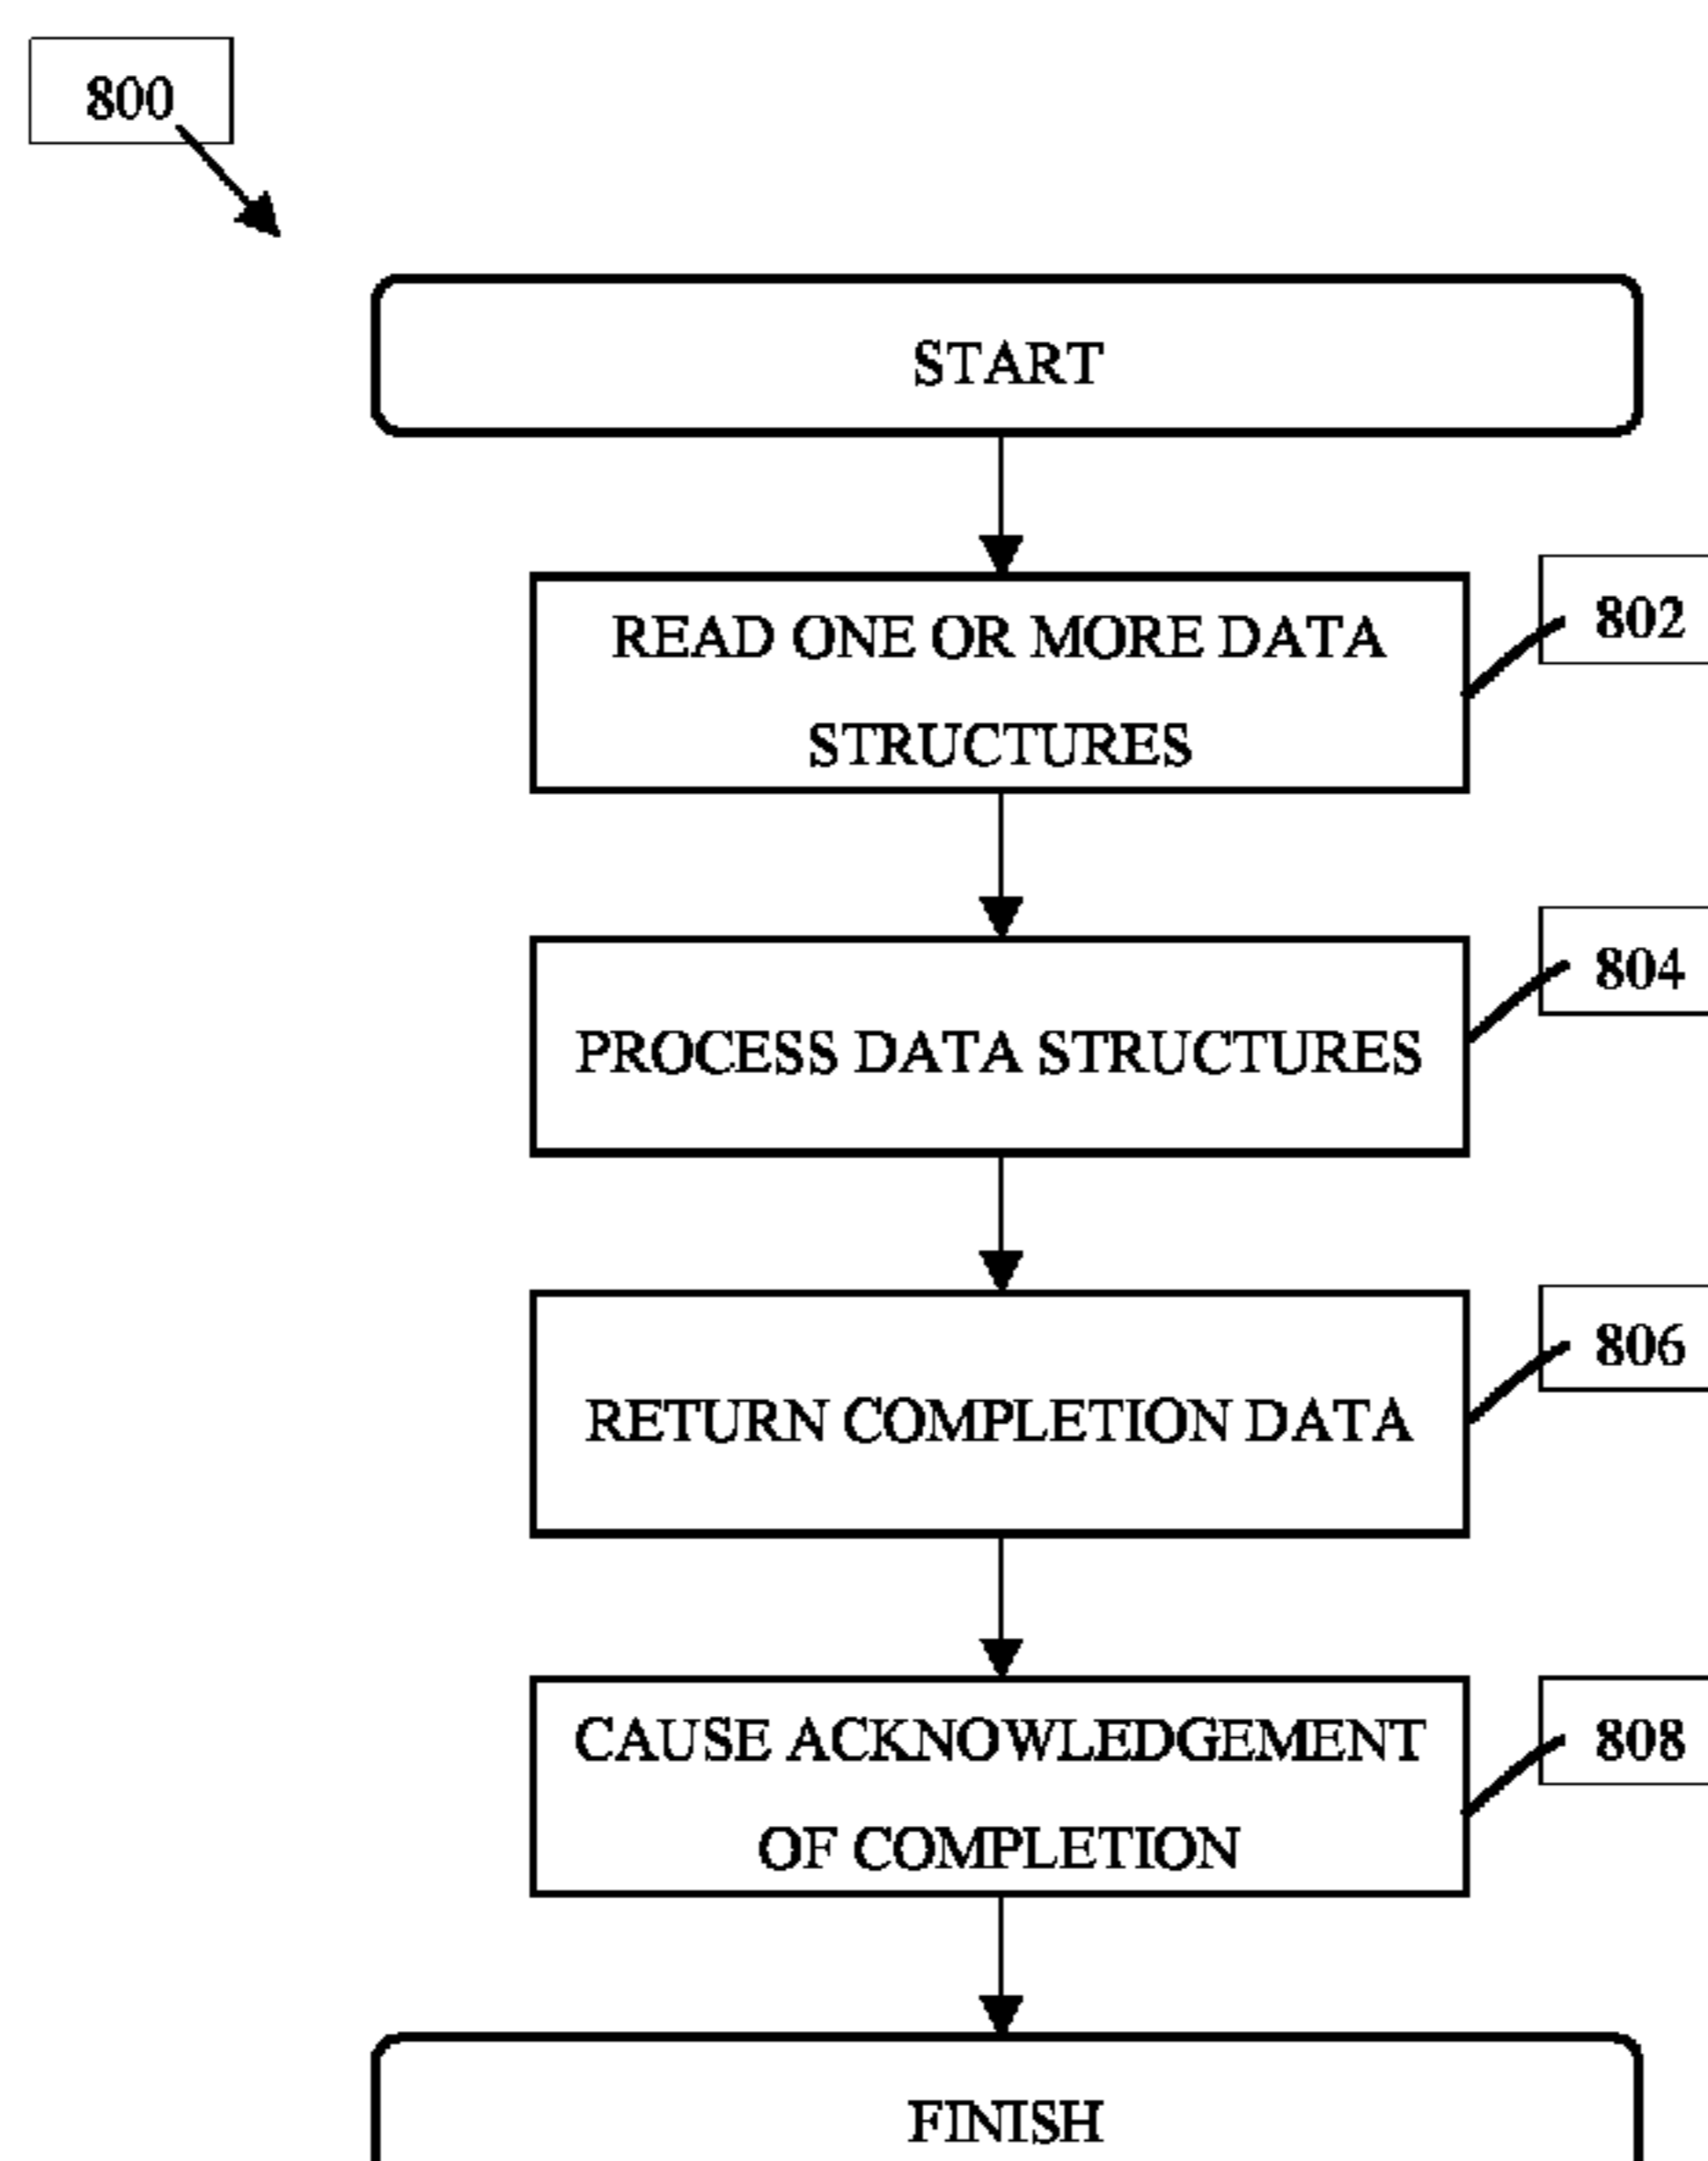 800
START
READ ONE OR MORE DATA
STRUCTURES
802
PROCESS DATA STRUCTURES
804
RETURN COMPLETION DATA
806
CAUSE ACKNOWLEDGEMENT
OF COMPLETION
808
FINISH